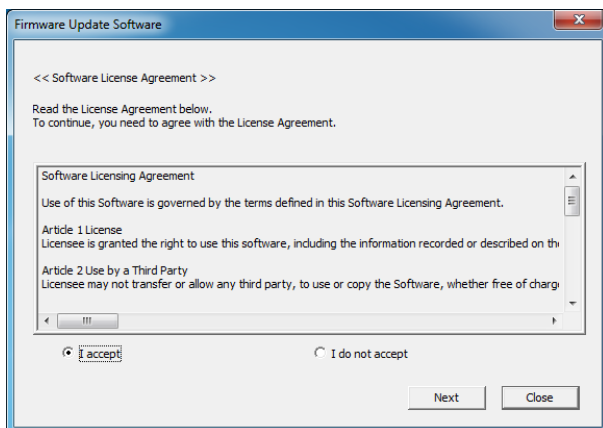 Firmware Update Software
<< Software License Agreement >>
Read the License Agreement below.
To continue, you need to agree with the License Agreement.
Software Licensing Agreement
Use of this Software is governed by the terms defined in this Software Licensing Agreement.
Article 1 License
Licensee is granted the right to use this software, including the information recorded or described on the
Article 2 Use by a Third Party
Licensee may not transfer or allow any third party, to use or copy the Software, whether free of charge
I accept
I do not accept
Next
Close